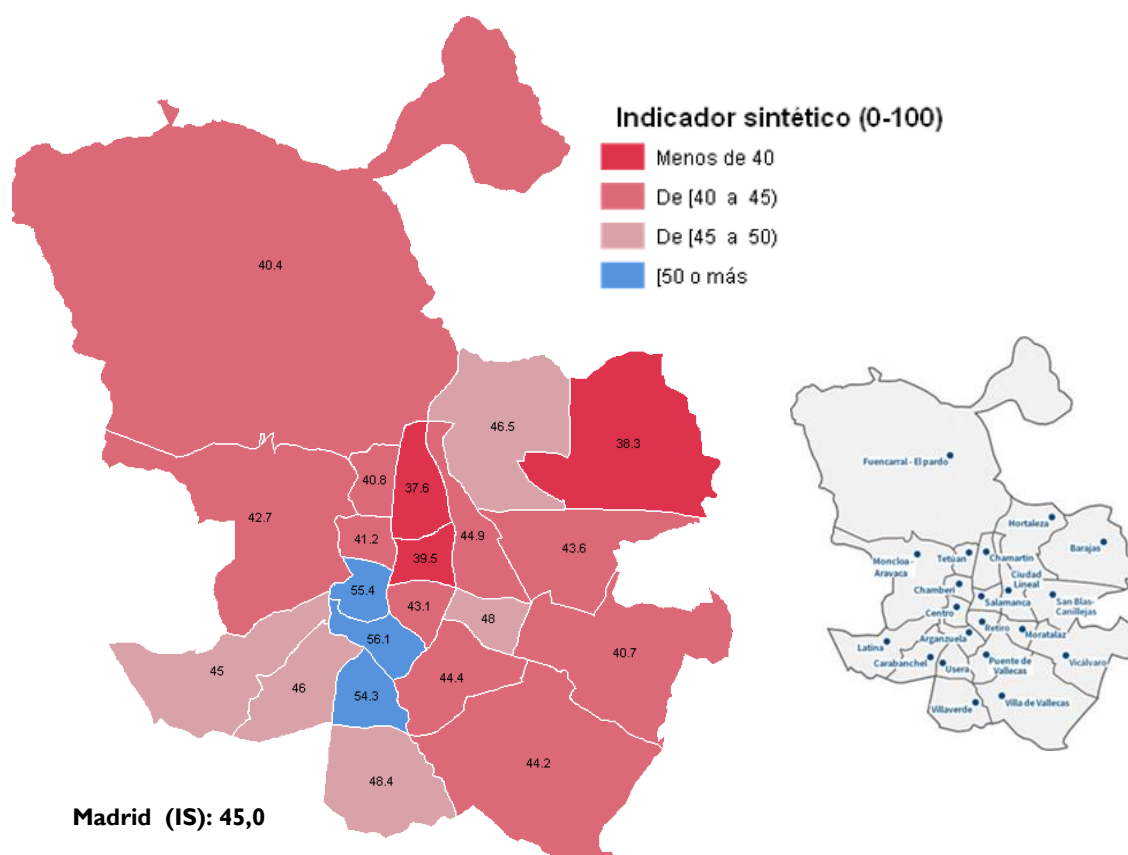 Indicador sintético (0-100)
Menos de 40
De [40 a 45)
De [45 a 50)
[50 o más
40.4
46.5
38.3
40.8
37.6
42.7
41.2
44.9
43.6
39.5
55.4
43.1
48
56.1
40.7
45
46
44.4
54.3
44.2
48.4
Madrid (IS): 45,0
Fuencarral - El pardo
Hortaleza
Barajas
Moncloa -
Aravaca
Tetúan
Chamartín
Ciudad
Lineal
Chamberí
Salamanca
San Blas-
Canillejas
Centro
Retiro
Moratalaz
Arganzuela
Latina
Carabanchel
Usera
Puente de
Vallecas
Vicálvaro
Villaverde
Villa de Vallecas